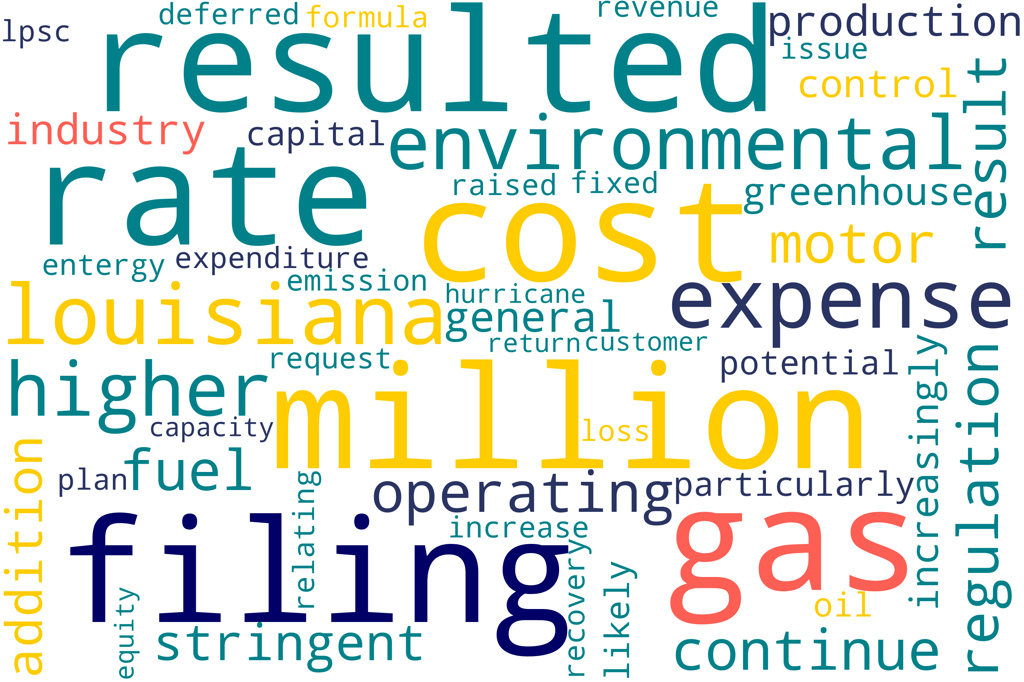 deferred
formula
revenue
lpsc
resulted
production
issue
control
result
industry
capital
environmental
rate
raised
fixed
greenhouse
cost
motor
entergy
expenditure
emission
louisiana
hurricane
general
expense
return
customer
higher
request
million
potential
increasingly
regulation
capacity
loss
addition
plan
fuel
relating
operating
particularly
filing
increase
gas
recovery
likely
oil
equity
stringent
continue